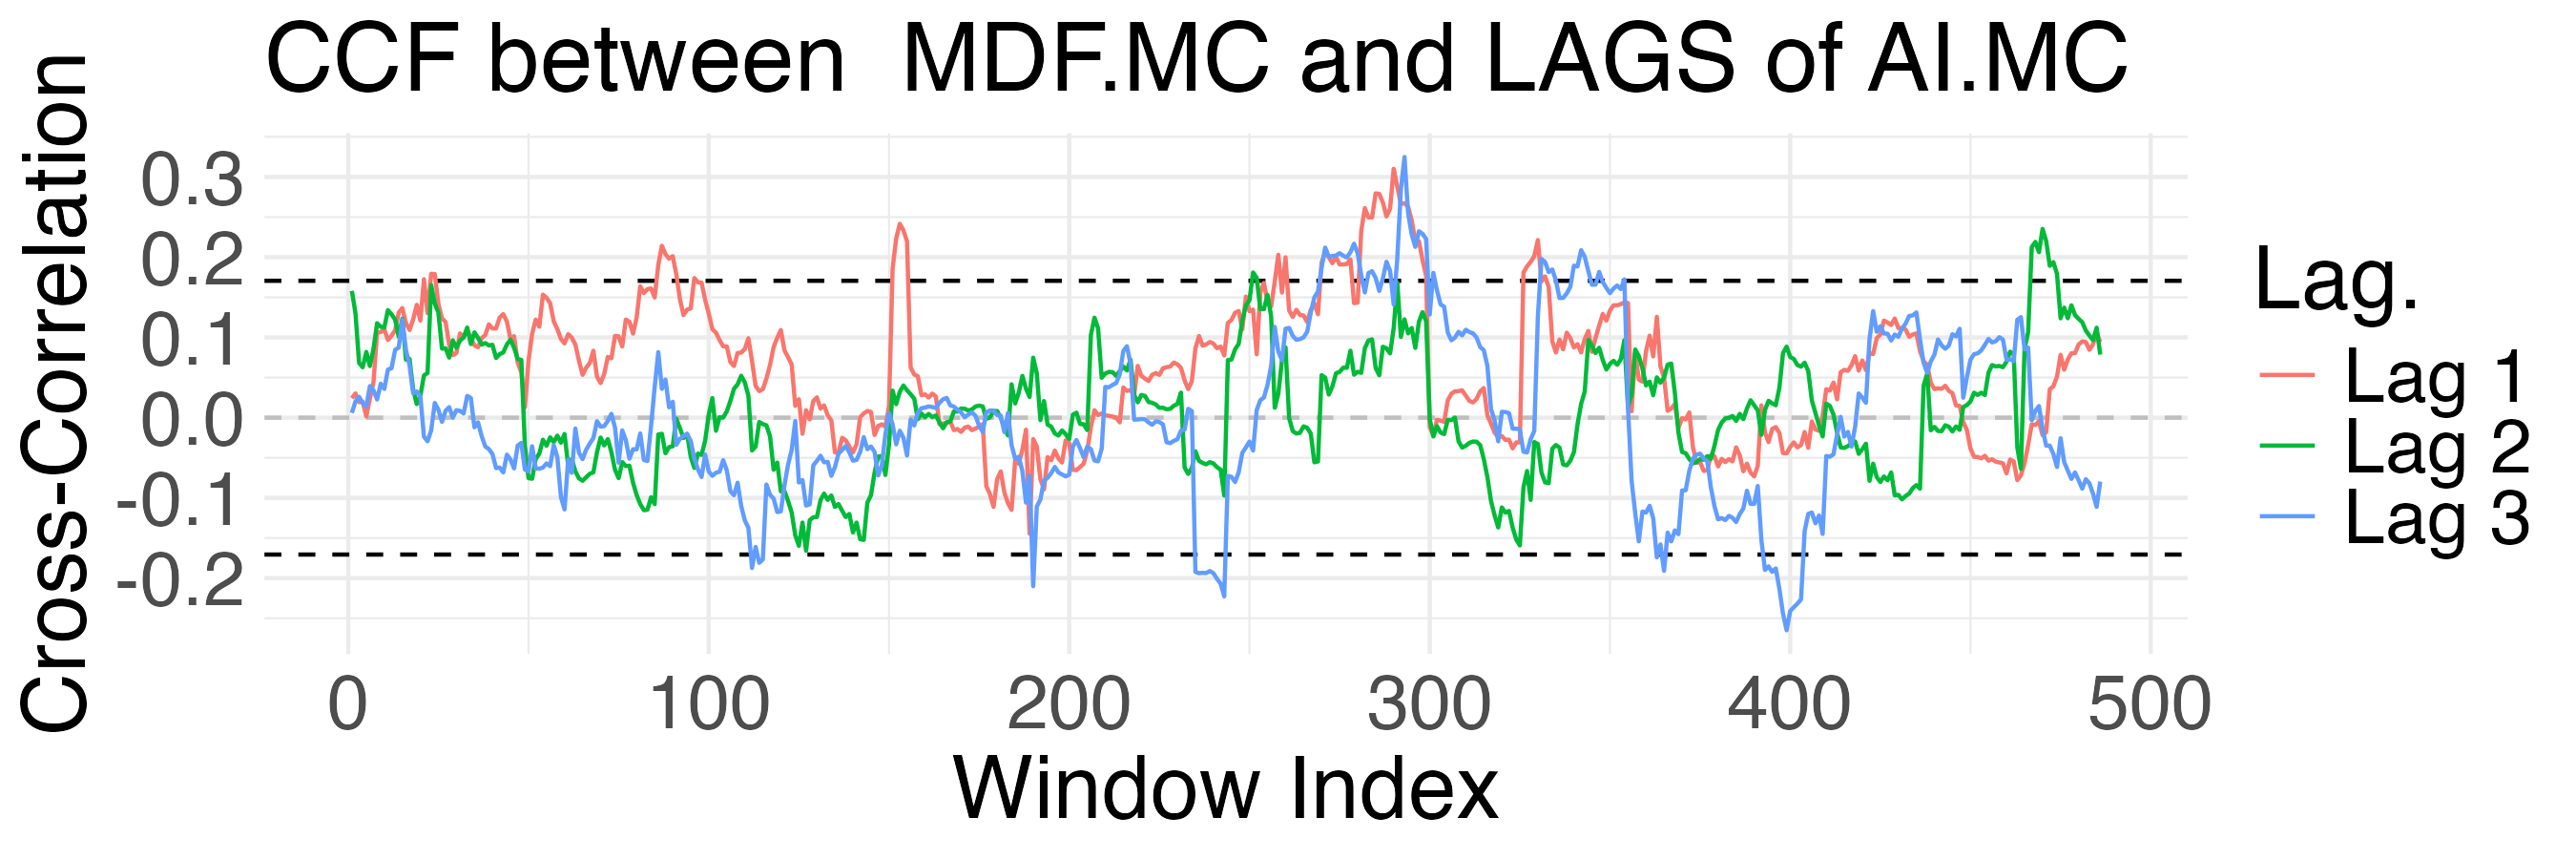 CCF between  MDF.MC and LAGS of AI.MC
Cross-Correlation
0.3
0.2
0.1
0.0
-0.1
-0.2
0 100 200 300 400 500
Window Index
Lag.
Lag 1
Lag 2
Lag 3